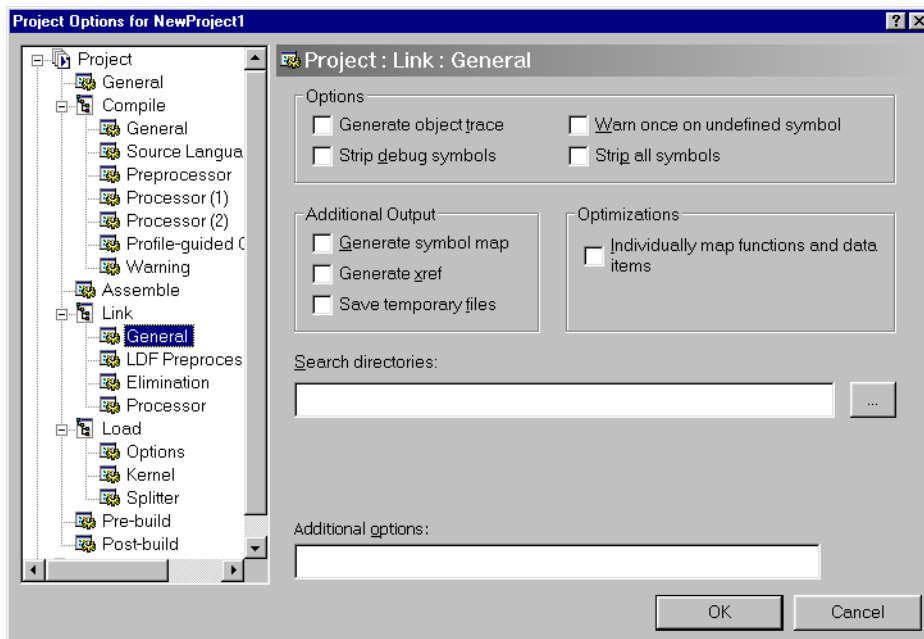 Project Options for NewProject1
Project
General
Compile
General
Source Langua
Preprocessor
Processor (1)
Processor (2)
Profile-guided C
Warning
Assemble
Link
General
LDF Preproces
Elimination
Processor
Load
Options
Kernel
Splitter
Pre-build
Post-build
Project : Link : General
Options
Generate object trace
Warn once on undefined symbol
Strip debug symbols
Strip all symbols
Additional Output
Generate symbol map
Generate xref
Save temporary files
Optimizations
Individually map functions and data
items
Search directories:
...
Additional options:
OK
Cancel